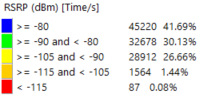 RSRP (dBm) [Time/s]
>= -80 45220 41.69%
>= -90 and < -80 32678 30.13%
>= -105 and < -90 28912 26.66%
>= -115 and < -105 1564 1.44%
< -115 87 0.08%